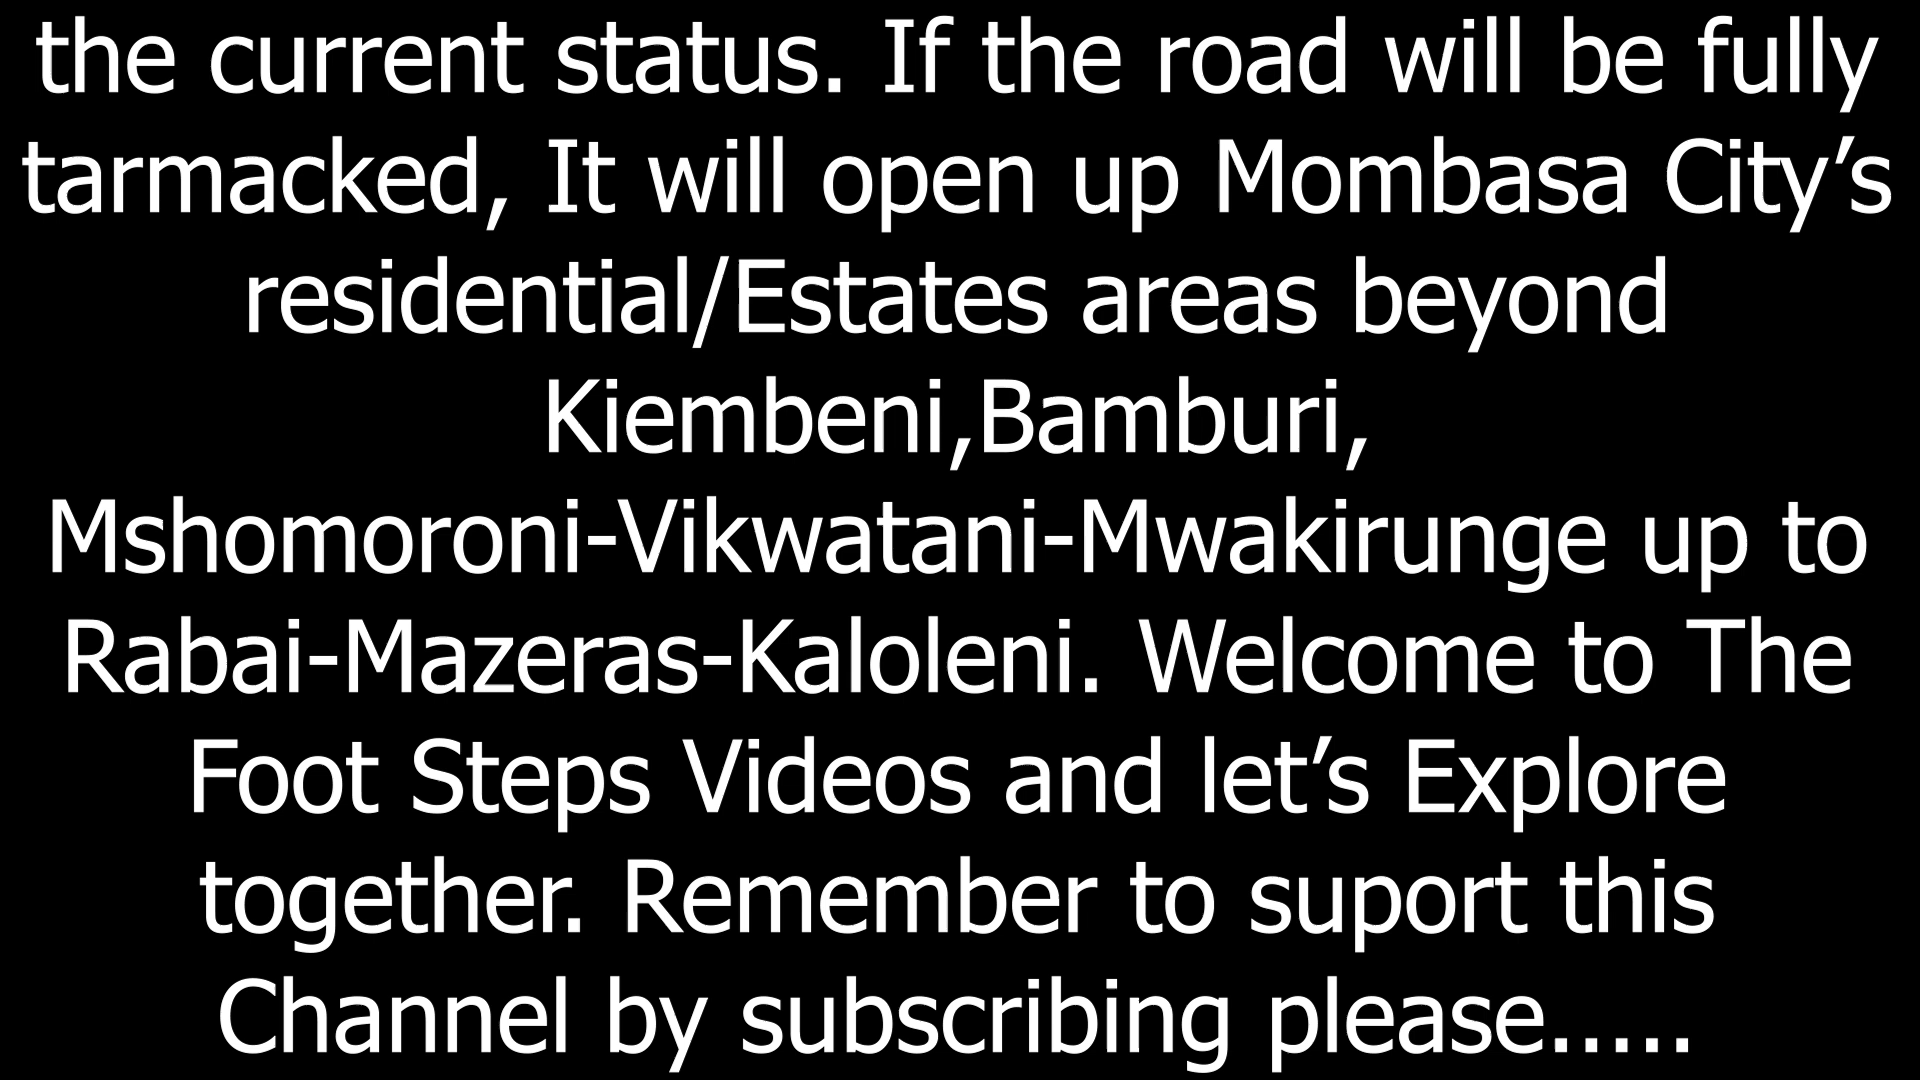 the current status. If the road will be fully
tarmacked, It will open up Mombasa City’s
residential/Estates areas beyond
Kiembeni,Bamburi,
Mshomoroni-Vikwatani-Mwakirunge up to
Rabai-Mazeras-Kaloleni. Welcome to The
Foot Steps Videos and let’s Explore
together. Remember to suport this
Channel by subscribing please.....